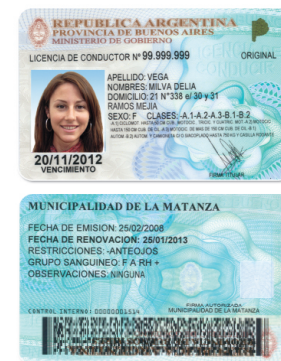 REPUBLICA ARGENTINA
PROVINCIA DE BUENOS AIRES
MINISTERIO DE GOBIERNO
LICENCIA DE CONDUCTOR Nº 99.999.999 ORIGINAL
APELLIDO: VEGA
NOMBRES: MILVA DELIA
DOMICILIO: 21 N°338 e/ 30 y 31
RAMOS MEJIA
SEXO: F CLASES: A.1-A.2-A.3-B.1-B.2
20/11/2012
VENCIMIENTO
FIRMA TITULAR
MUNICIPALIDAD DE LA MATANZA
FECHA DE EMISION: 25/02/2008
FECHA DE RENOVACION: 25/01/2013
RESTRICCIONES: -ANTEOJOS
GRUPO SANGUINEO: F A RH +
OBSERVACIONES: NINGUNA
FIRMA AUTORIZADA
CONTROL INTERNO: MUNICIPALIDAD DE LA MATANZA